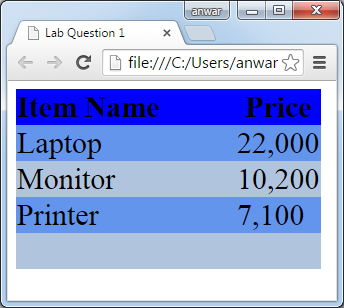 anwar
Lab Question 1
file:///C:/Users/anwar
Item Name Price
Laptop 22,000
Monitor 10,200
Printer 7,100